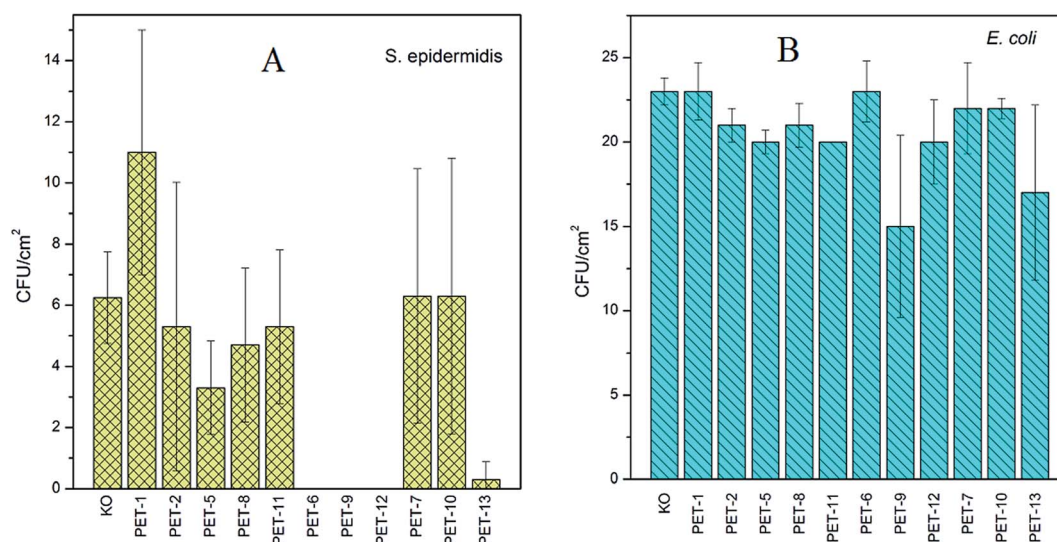 A
S. epidermidis
CFU/cm²
14
12
10
8
6
4
2
0
KO
PET-1
PET-2
PET-5
PET-8
PET-11
PET-6
PET-9
PET-12
PET-7
PET-10
PET-13
B
E. coli
CFU/cm²
25
20
15
10
5
0
KO
PET-1
PET-2
PET-5
PET-8
PET-11
PET-6
PET-9
PET-12
PET-7
PET-10
PET-13